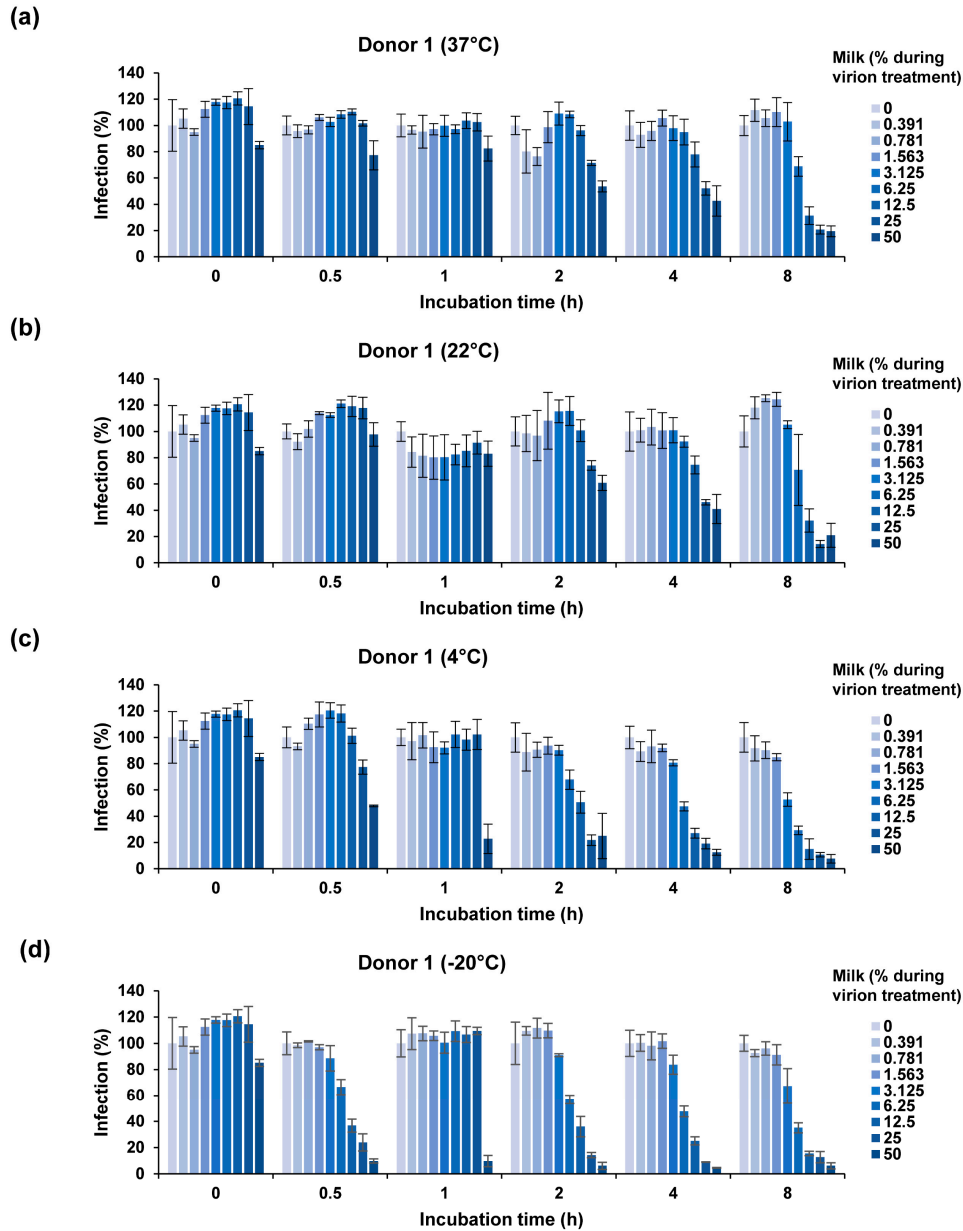 (a)
Donor 1 (37°C)
Milk (% during
virion treatment)
0
0.391
0.781
1.563
3.125
6.25
12.5
25
50
Infection (%)
140
120
100
80
60
40
20
0
0 0.5 1 2 4 8
Incubation time (h)
(b)
Donor 1 (22°C)
Milk (% during
virion treatment)
0
0.391
0.781
1.563
3.125
6.25
12.5
25
50
Infection (%)
140
120
100
80
60
40
20
0
0 0.5 1 2 4 8
Incubation time (h)
(c)
Donor 1 (4°C)
Milk (% during
virion treatment)
0
0.391
0.781
1.563
3.125
6.25
12.5
25
50
Infection (%)
140
120
100
80
60
40
20
0
0 0.5 1 2 4 8
Incubation time (h)
(d)
Donor 1 (-20°C)
Milk (% during
virion treatment)
0
0.391
0.781
1.563
3.125
6.25
12.5
25
50
Infection (%)
140
120
100
80
60
40
20
0
0 0.5 1 2 4 8
Incubation time (h)